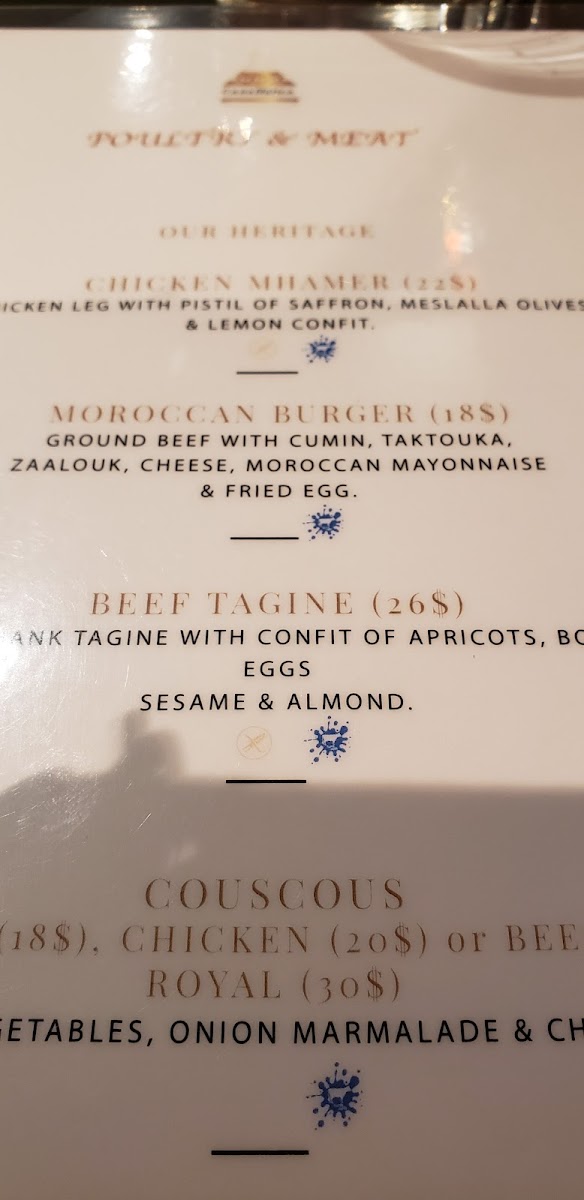 POULTRY & MEAT
OUR HERITAGE
CHICKEN MHAMER (22$)
ICKEN LEG WITH PISTIL OF SAFFRON, MESLALLA OLIVES
& LEMON CONFIT.
MOROCCAN BURGER (18$)
GROUND BEEF WITH CUMIN, TAKTOUKA,
ZAALOUK, CHEESE, MOROCCAN MAYONNAISE
& FRIED EGG.
BEEF TAGINE (26$)
ANK TAGINE WITH CONFIT OF APRICOTS, BO
EGGS
SESAME & ALMOND.
COUSCOUS
(18$), CHICKEN (20$) or BEE
ROYAL (30$)
GETABLES, ONION MARMALADE & CH